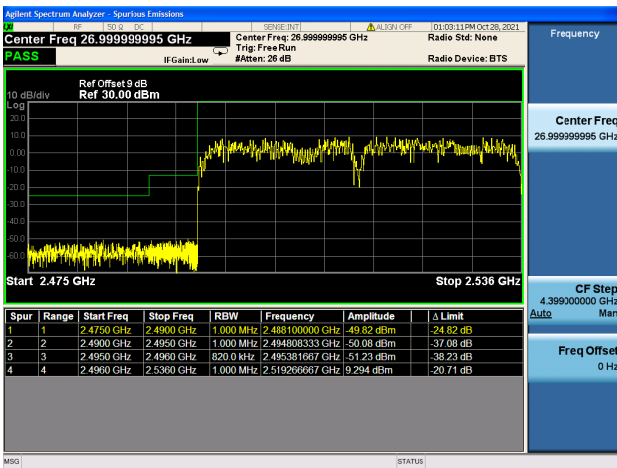 Agilent Spectrum Analyzer - Spurious Emissions
RF 50 Ω DC SENSE:INT ALIGN OFF 01:03:11 PM Oct 28, 2021
Center Freq 26.999999995 GHz Center Freq: 26.999999995 GHz Radio Std: None
Trig: Free Run
PASS IFGain:Low #Atten: 26 dB Radio Device: BTS
Ref Offset 9 dB
10 dB/div Ref 30.00 dBm
Log
20.0
10.0
0.00
-10.0
-20.0
-30.0
-40.0
-50.0
-60.0
Start 2.475 GHz Stop 2.536 GHz
Spur Range Start Freq Stop Freq RBW Frequency Amplitude Δ Limit
1 1 2.4750 GHz 2.4900 GHz 1.000 MHz 2.488100000 GHz -49.82 dBm -24.82 dB
2 2 2.4900 GHz 2.4950 GHz 1.000 MHz 2.494808333 GHz -50.08 dBm -37.08 dB
3 3 2.4950 GHz 2.4960 GHz 820.0 kHz 2.495381667 GHz -51.23 dBm -38.23 dB
4 4 2.4960 GHz 2.5360 GHz 1.000 MHz 2.519266667 GHz 9.294 dBm -20.71 dB
MSG STATUS
Frequency
Center Freq
26.999999995 GHz
CF Step
4.399000000 GHz
Auto Man
Freq Offset
0 Hz